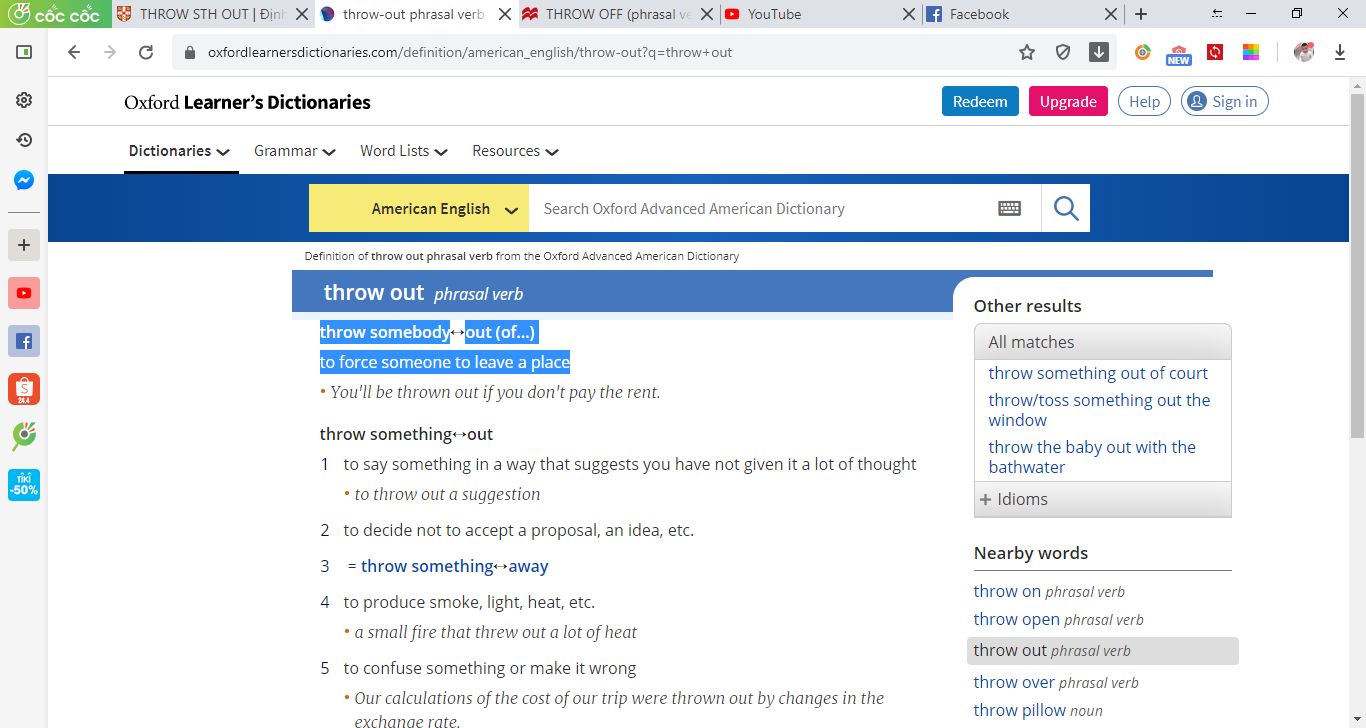 cốc cốc
THROW STH OUT | Định
throw-out phrasal verb
THROW OFF (phrasal ve
YouTube
Facebook
oxfordlearnersdictionaries.com/definition/american_english/throw-out?q=throw+out
NEW
Oxford Learner's Dictionaries
Redeem
Upgrade
Help
Sign in
Dictionaries
Grammar
Word Lists
Resources
American English
Search Oxford Advanced American Dictionary
Definition of throw out phrasal verb from the Oxford Advanced American Dictionary
throw out phrasal verb
throw somebody↔out (of…)
to force someone to leave a place
• You'll be thrown out if you don't pay the rent.
throw something↔out
1 to say something in a way that suggests you have not given it a lot of thought
• to throw out a suggestion
2 to decide not to accept a proposal, an idea, etc.
3 = throw something↔away
4 to produce smoke, light, heat, etc.
• a small fire that threw out a lot of heat
5 to confuse something or make it wrong
• Our calculations of the cost of our trip were thrown out by changes in the
exchange rate.
Other results
All matches
throw something out of court
throw/toss something out the
window
throw the baby out with the
bathwater
+ Idioms
Nearby words
throw on phrasal verb
throw open phrasal verb
throw out phrasal verb
throw over phrasal verb
throw pillow noun
24.4
TIKI
-50%